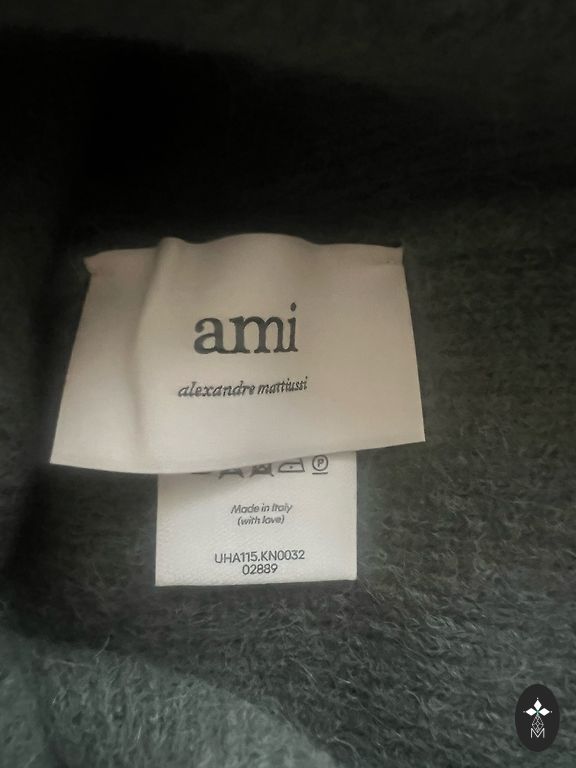 ami
alexandre mattiussi
P
Made in Italy
(with love)
UHA115.KN0032
02889
M